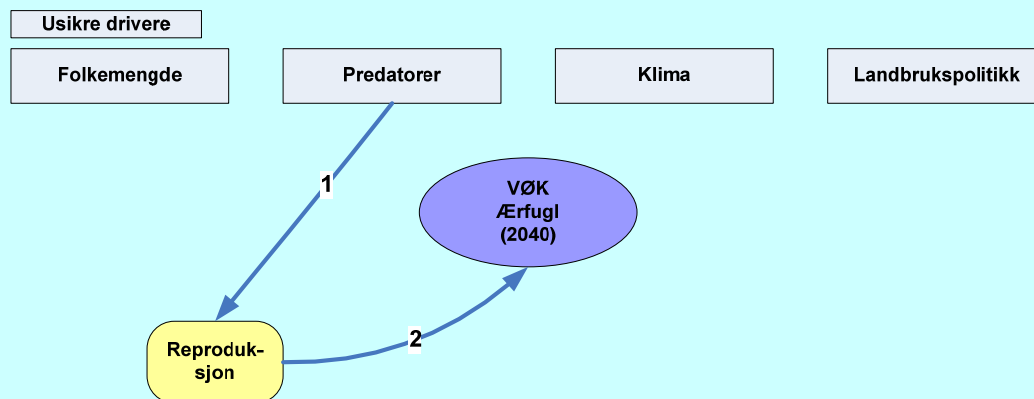 Usikre drivere
Folkemengde
Predatorer
Klima
Landbrukspolitikk
1
VØK
Ærfugl
(2040)
2
Reproduk-
sjon